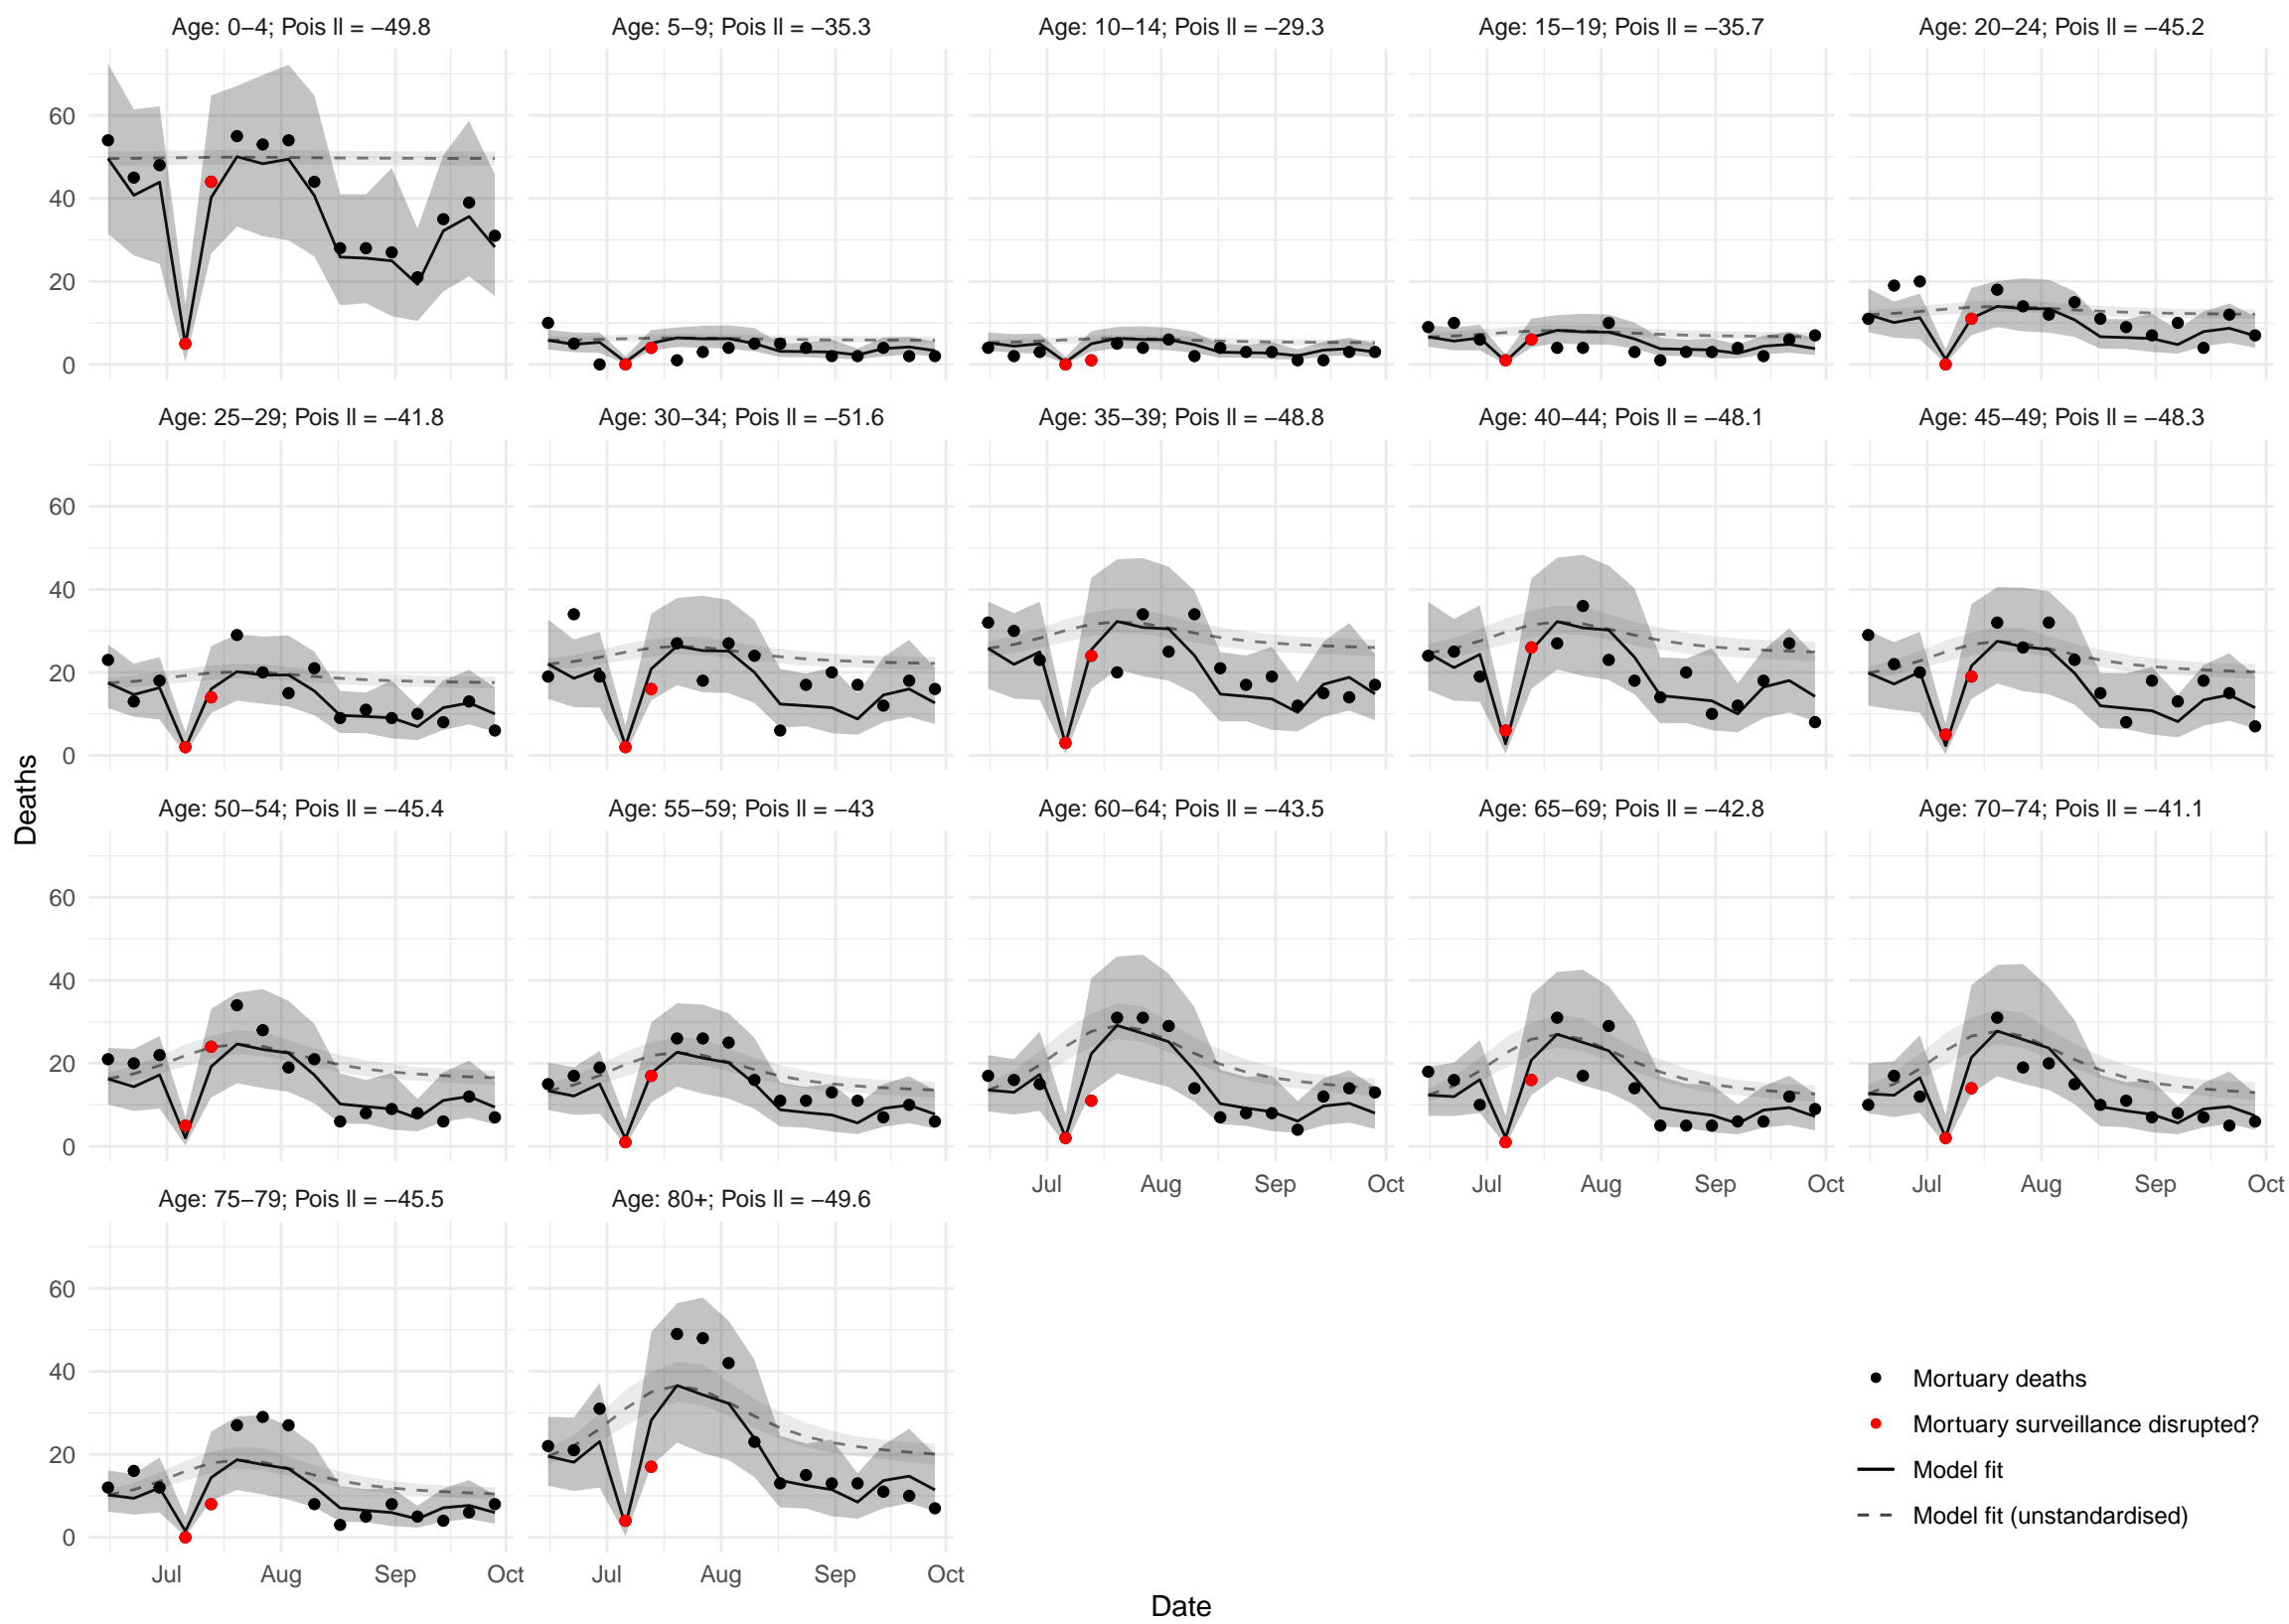 Age: 0−4; Pois ll = −49.8
Age: 5−9; Pois ll = −35.3
Age: 10−14; Pois ll = −29.3
Age: 15−19; Pois ll = −35.7
Age: 20−24; Pois ll = −45.2
60
40
20
0
Age: 25−29; Pois ll = −41.8
Age: 30−34; Pois ll = −51.6
Age: 35−39; Pois ll = −48.8
Age: 40−44; Pois ll = −48.1
Age: 45−49; Pois ll = −48.3
60
40
20
0
Deaths
Age: 50−54; Pois ll = −45.4
Age: 55−59; Pois ll = −43
Age: 60−64; Pois ll = −43.5
Age: 65−69; Pois ll = −42.8
Age: 70−74; Pois ll = −41.1
60
40
20
0
Jul Aug Sep Oct
Jul Aug Sep Oct
Jul Aug Sep Oct
Age: 75−79; Pois ll = −45.5
Age: 80+; Pois ll = −49.6
60
40
20
0
Jul Aug Sep Oct
Jul Aug Sep Oct
Mortuary deaths
Mortuary surveillance disrupted?
Model fit
Model fit (unstandardised)
Date